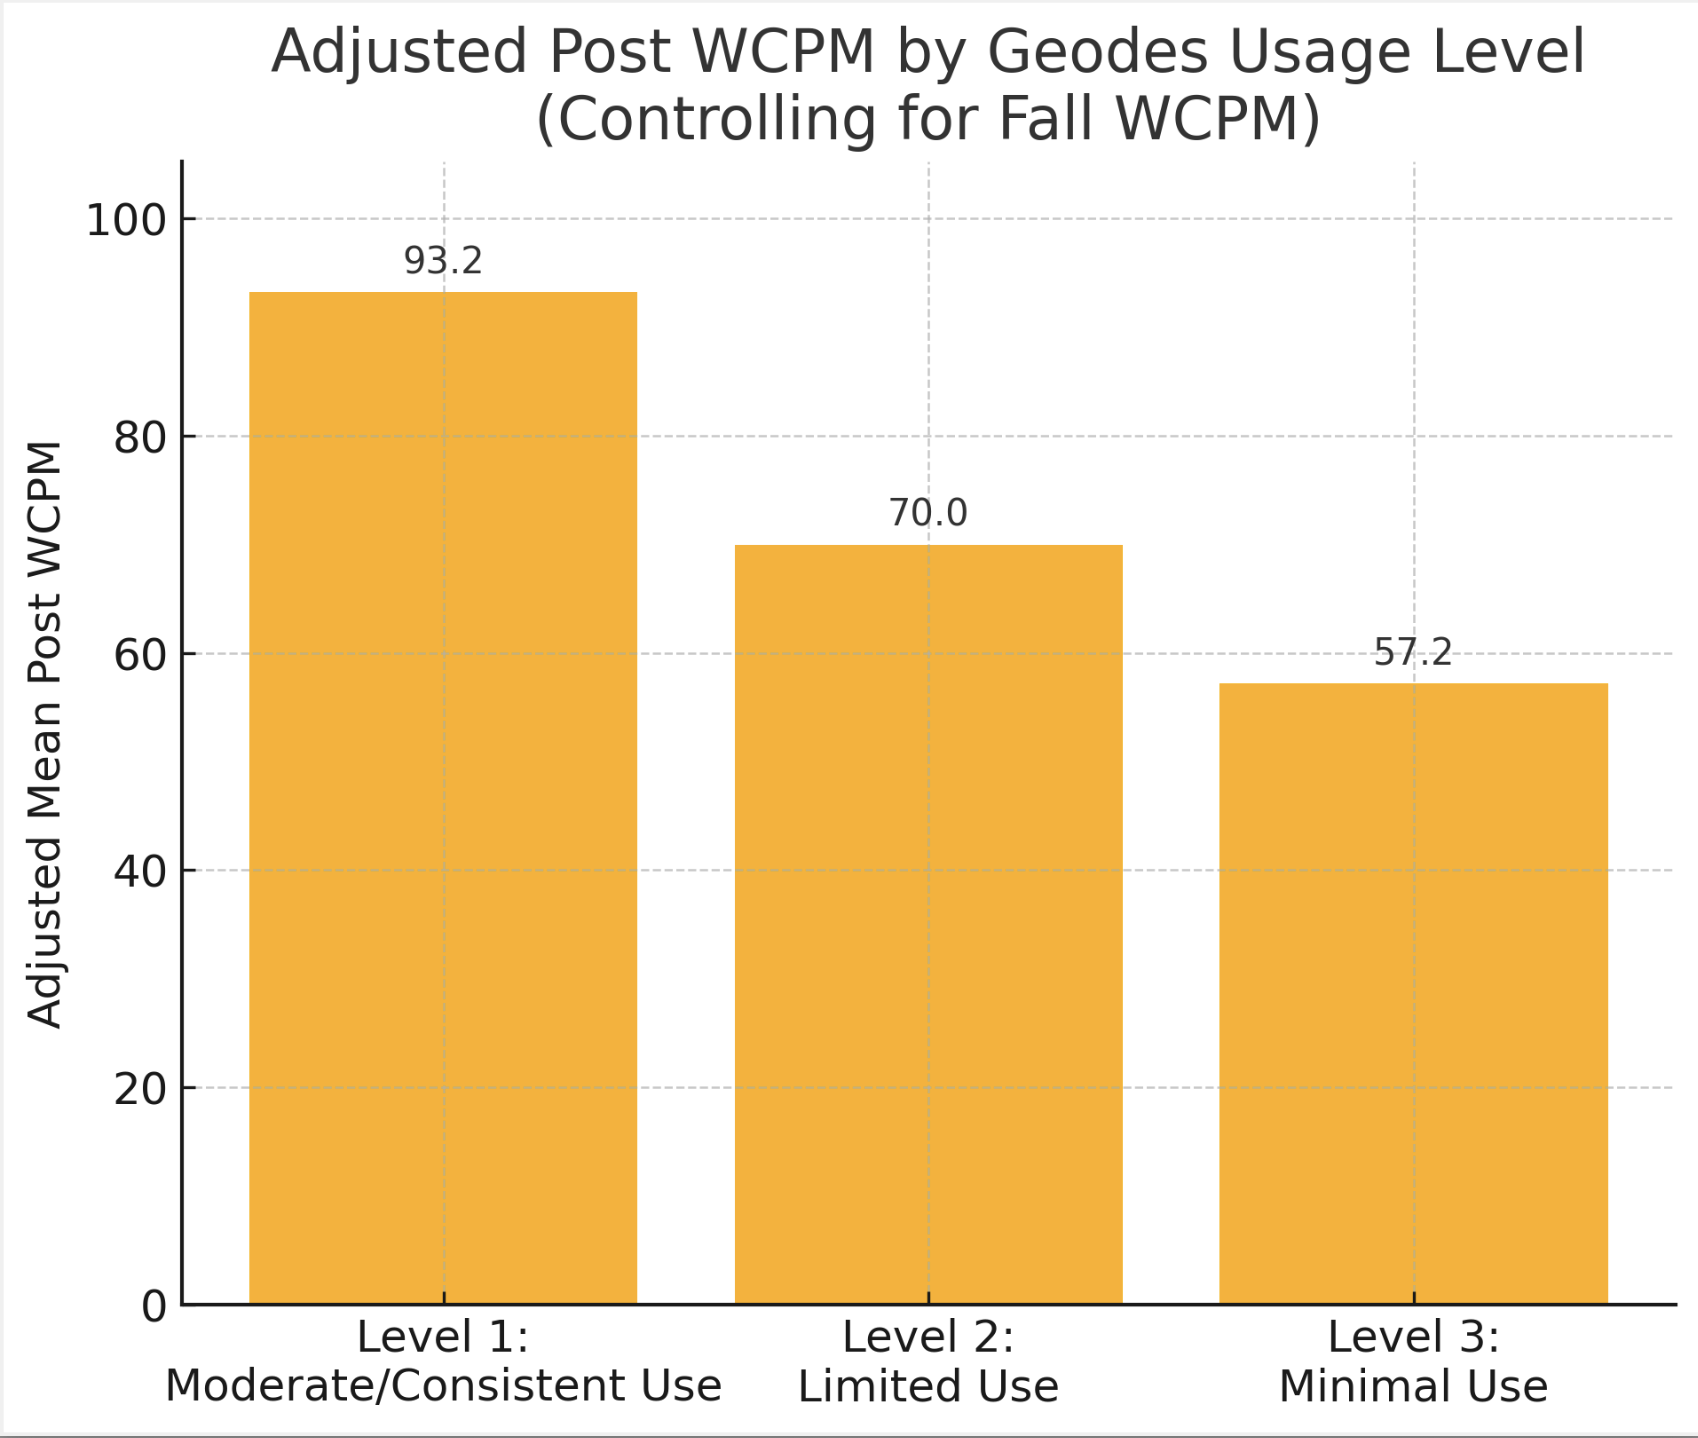 Adjusted Post WCPM by Geodes Usage Level
(Controlling for Fall WCPM)
Adjusted Mean Post WCPM
100
80
60
40
20
0
93.2
70.0
57.2
Level 1:
Moderate/Consistent Use
Level 2:
Limited Use
Level 3:
Minimal Use